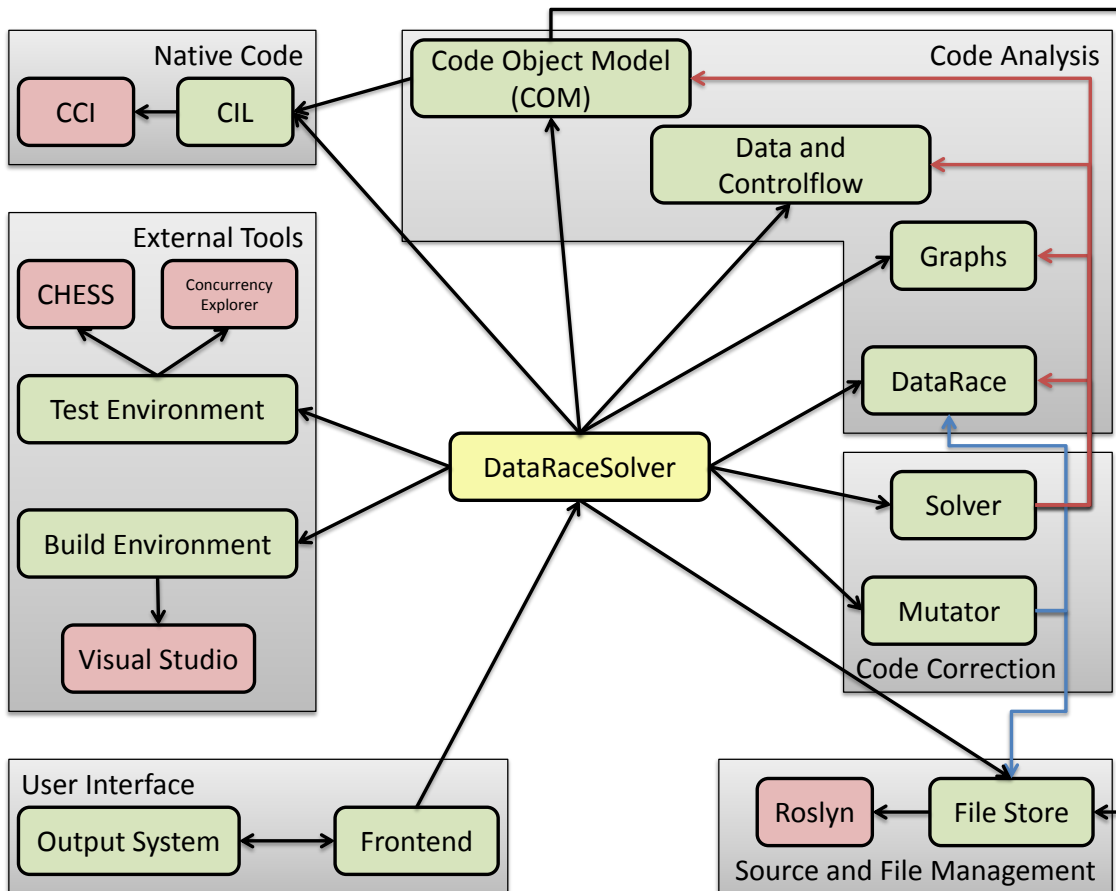 Native Code
CCI
CIL
Code Object Model
(COM)
Code Analysis
Data and
Controlflow
Graphs
DataRace
External Tools
CHESS
Concurrency
Explorer
Test Environment
Build Environment
Visual Studio
DataRaceSolver
Solver
Mutator
Code Correction
User Interface
Output System
Frontend
Roslyn
File Store
Source and File Management